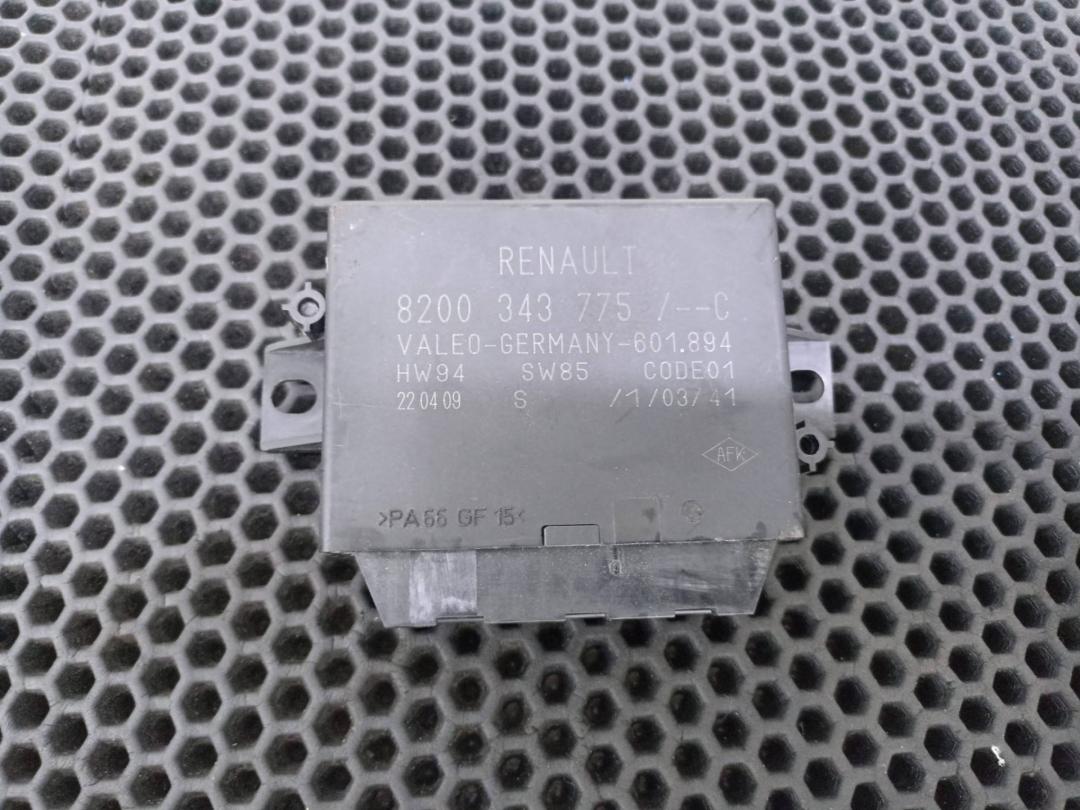 RENAULT
8200 343 775 /--C
VALEO-GERMANY-601.894
HW94 SW85 CODE01
22 04 09 S /1/03/41
AFK
>PA66 GF 15<